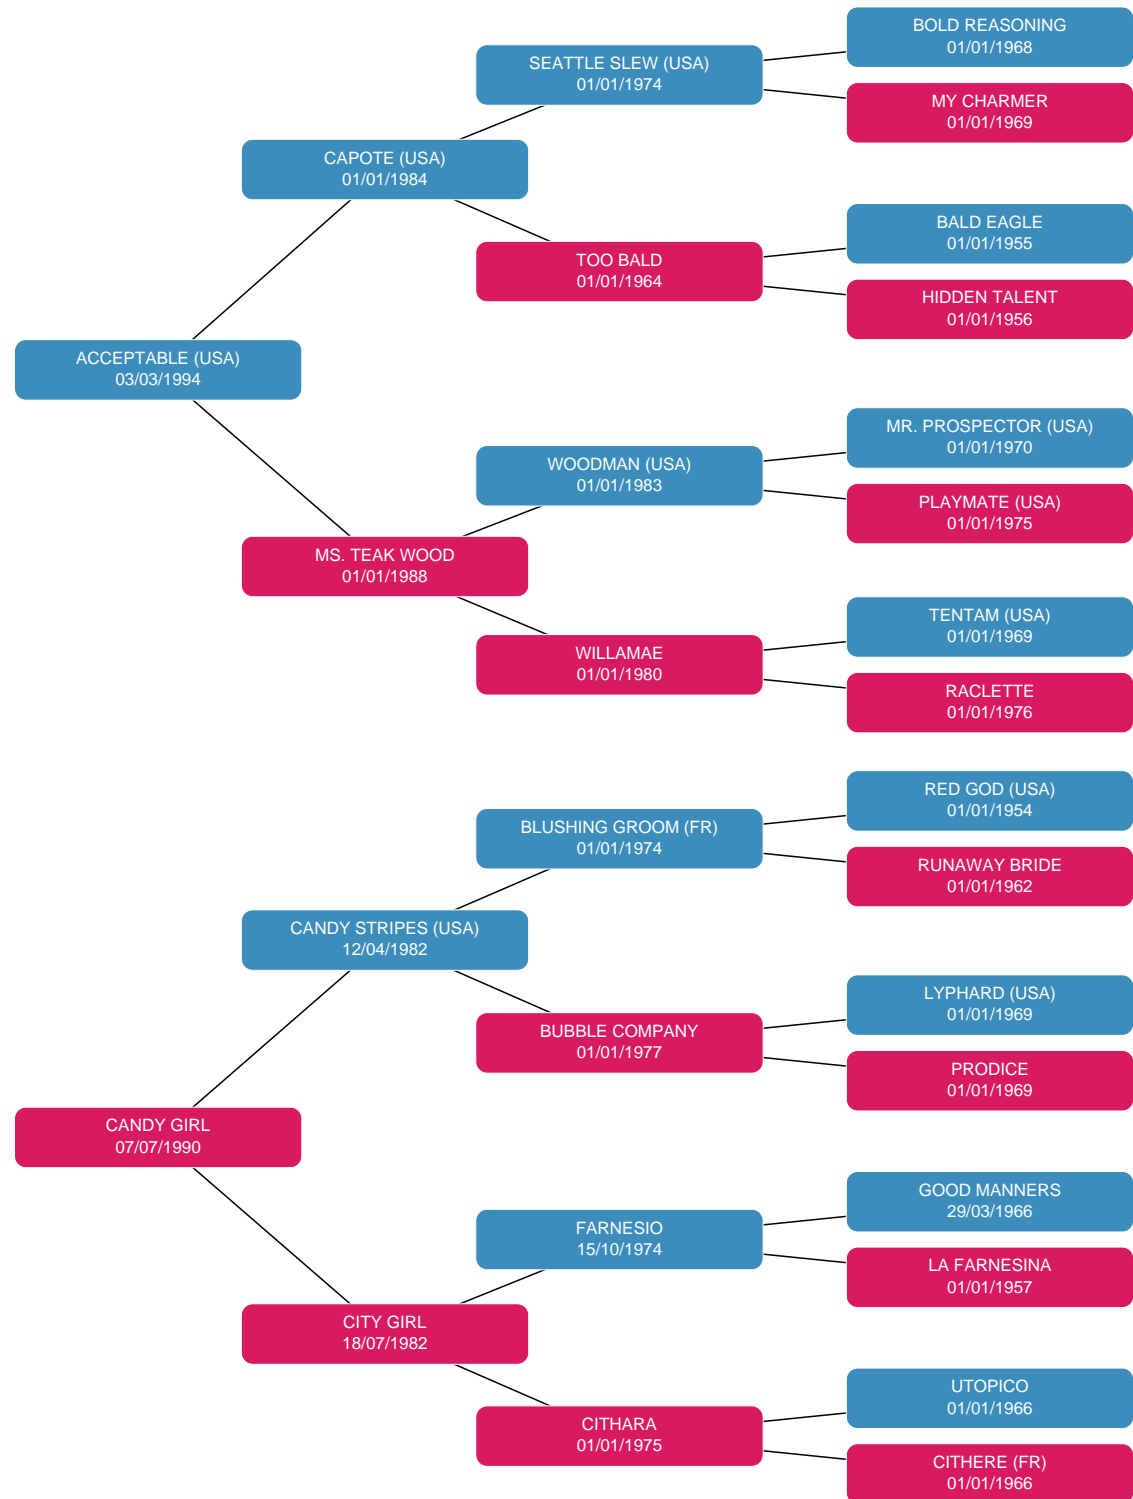 BOLD REASONING
01/01/1968
SEATTLE SLEW (USA)
01/01/1974
MY CHARMER
01/01/1969
CAPOTE (USA)
01/01/1984
BALD EAGLE
01/01/1955
TOO BALD
01/01/1964
HIDDEN TALENT
01/01/1956
ACCEPTABLE (USA)
03/03/1994
MR. PROSPECTOR (USA)
01/01/1970
WOODMAN (USA)
01/01/1983
PLAYMATE (USA)
01/01/1975
MS. TEAK WOOD
01/01/1988
TENTAM (USA)
01/01/1969
WILLAMAE
01/01/1980
RACLETTE
01/01/1976
RED GOD (USA)
01/01/1954
BLUSHING GROOM (FR)
01/01/1974
RUNAWAY BRIDE
01/01/1962
CANDY STRIPES (USA)
12/04/1982
LYPHARD (USA)
01/01/1969
BUBBLE COMPANY
01/01/1977
PRODICE
01/01/1969
CANDY GIRL
07/07/1990
GOOD MANNERS
29/03/1966
FARNESIO
15/10/1974
LA FARNESINA
01/01/1957
CITY GIRL
18/07/1982
UTOPICO
01/01/1966
CITHARA
01/01/1975
CITHERE (FR)
01/01/1966